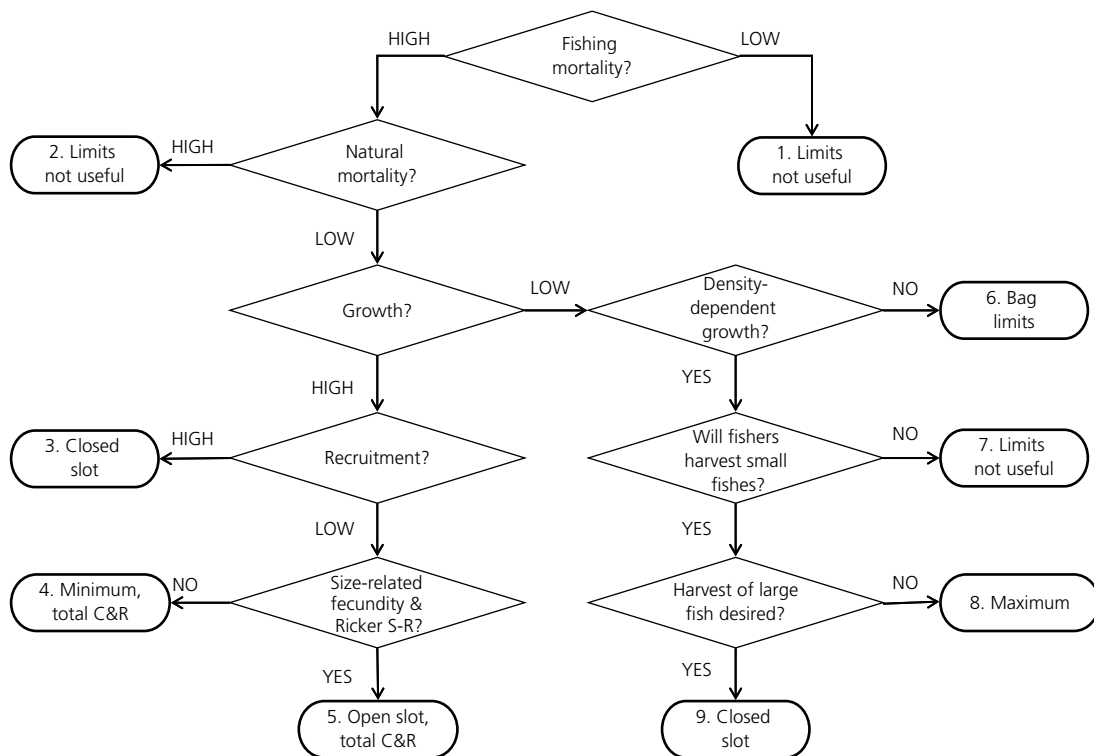 HIGH
Fishing
mortality?
LOW
2. Limits
not useful
HIGH
Natural
mortality?
1. Limits
not useful
LOW
Growth?
LOW
Density-
dependent
growth?
NO
6. Bag
limits
HIGH
YES
3. Closed
slot
HIGH
Recruitment?
Will fishers
harvest small
fishes?
NO
7. Limits
not useful
LOW
YES
4. Minimum,
total C&R
NO
Size-related
fecundity &
Ricker S-R?
Harvest of large
fish desired?
NO
8. Maximum
YES
YES
5. Open slot,
total C&R
9. Closed
slot